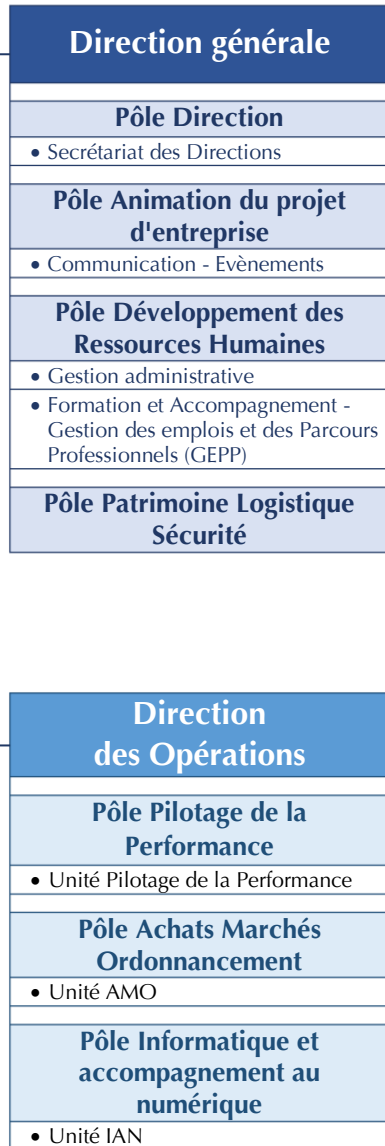 Direction générale
Pôle Direction
• Secrétariat des Directions
Pôle Animation du projet
d'entreprise
• Communication - Evènements
Pôle Développement des
Ressources Humaines
• Gestion administrative
• Formation et Accompagnement -
Gestion des emplois et des Parcours
Professionnels (GEPP)
Pôle Patrimoine Logistique
Sécurité
Direction
des Opérations
Pôle Pilotage de la
Performance
• Unité Pilotage de la Performance
Pôle Achats Marchés
Ordonnancement
• Unité AMO
Pôle Informatique et
accompagnement au
numérique
• Unité IAN